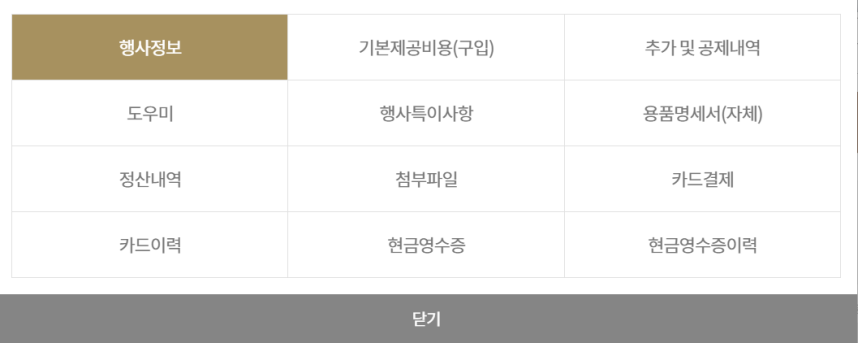 행사정보
기본제공비용(구입)
추가 및 공제내역
도우미
행사특이사항
용품명세서(자체)
정산내역
첨부파일
카드결제
카드이력
현금영수증
현금영수증이력
닫기